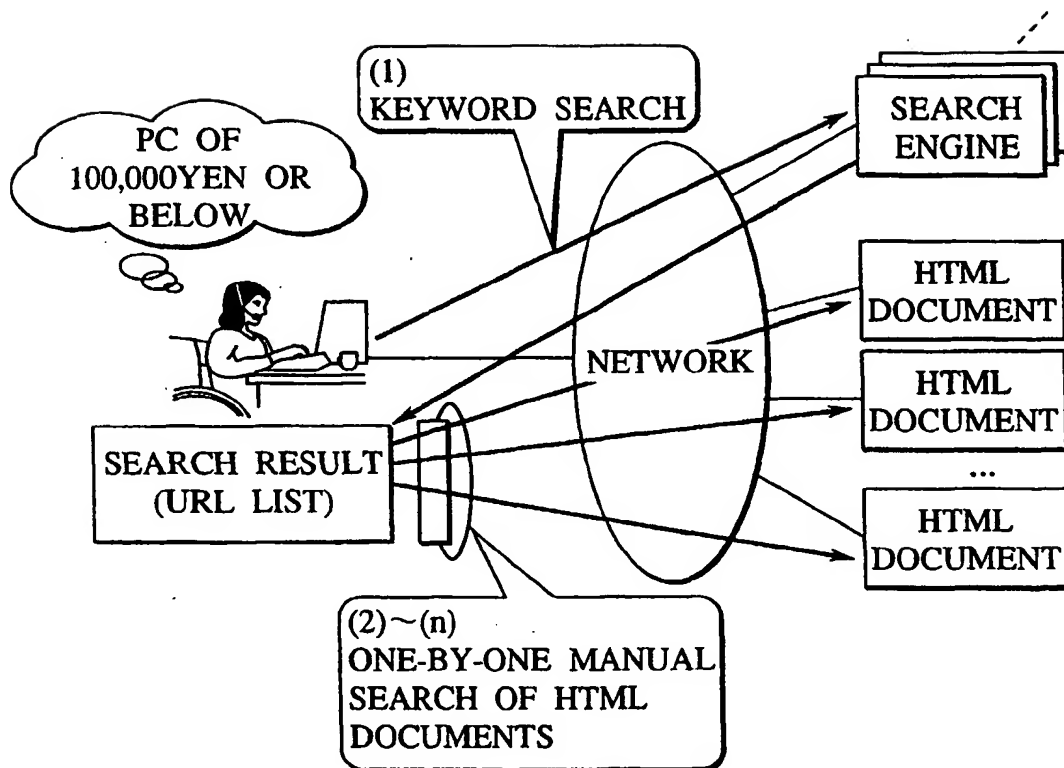 (1)
KEYWORD SEARCH
SEARCH
ENGINE
PC OF
100,000YEN OR
BELOW
HTML
DOCUMENT
NETWORK
HTML
DOCUMENT
...
SEARCH RESULT
(URL LIST)
HTML
DOCUMENT
(2)～(n)
ONE-BY-ONE MANUAL
SEARCH OF HTML
DOCUMENTS